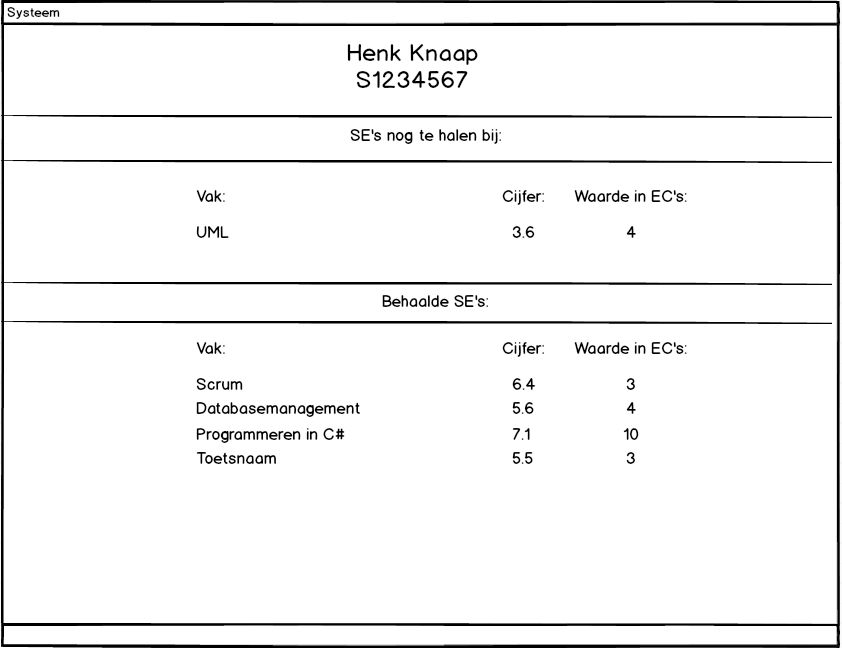 Systeem
Henk Knaap
S1234567
SE's nog te halen bij:
Vak: Cijfer: Waarde in EC's:
UML 3.6 4
Behaalde SE's:
Vak: Cijfer: Waarde in EC's:
Scrum 6.4 3
Databasemanagement 5.6 4
Programmeren in C# 7.1 10
Toetsnaam 5.5 3